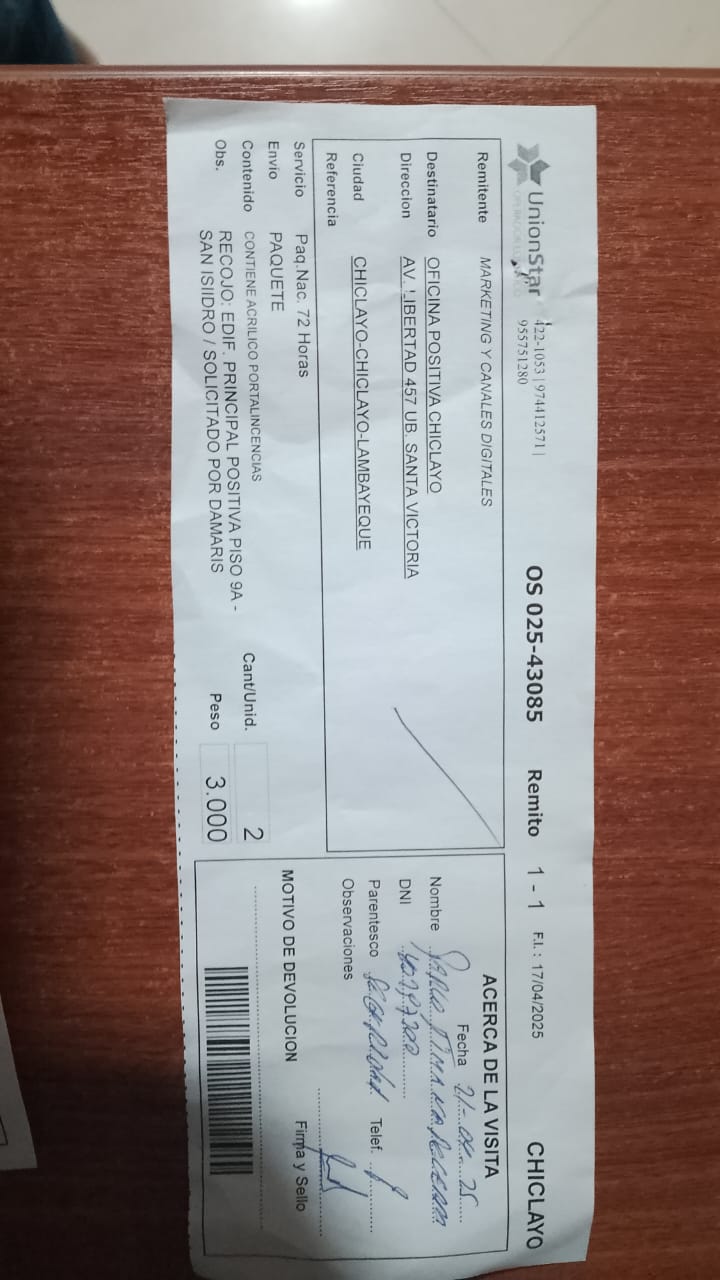 UnionStar
422-1053 | 974412571 |
955751280
OS 025-43085 Remito 1 - 1 F.I. : 17/04/2025 CHICLAYO
Remitente MARKETING Y CANALES DIGITALES
Destinatario OFICINA POSITIVA CHICLAYO
Direccion AV. LIBERTAD 457 UB. SANTA VICTORIA
Ciudad CHICLAYO-CHICLAYO-LAMBAYEQUE
Referencia
Servicio Paq.Nac. 72 Horas
Envio PAQUETE
Contenido CONTIENE ACRILICO PORTALINCENCIAS
Obs. RECOJO: EDIF. PRINCIPAL POSITIVA PISO 9A -
SAN ISIIDRO / SOLICITADO POR DAMARIS
Cant/Unid. 2
Peso 3.000
ACERCA DE LA VISITA
Fecha 21-04-25
Nombre
DNI
Parentesco Telef.
Observaciones
MOTIVO DE DEVOLUCION
Firma y Sello